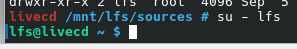 drwxr-xr-x 2 lfs  root  4096 Sep  5
livecd /mnt/lfs/sources # su - lfs
lfs@livecd ~ $